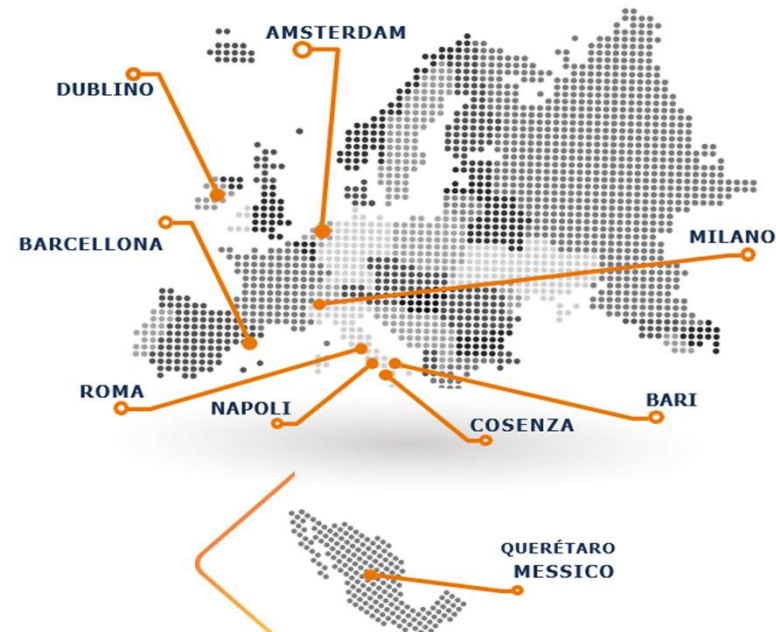 AMSTERDAM
DUBLINO
BARCELLONA
MILANO
ROMA
NAPOLI
BARI
COSENZA
QUERÉTARO
MESSICO